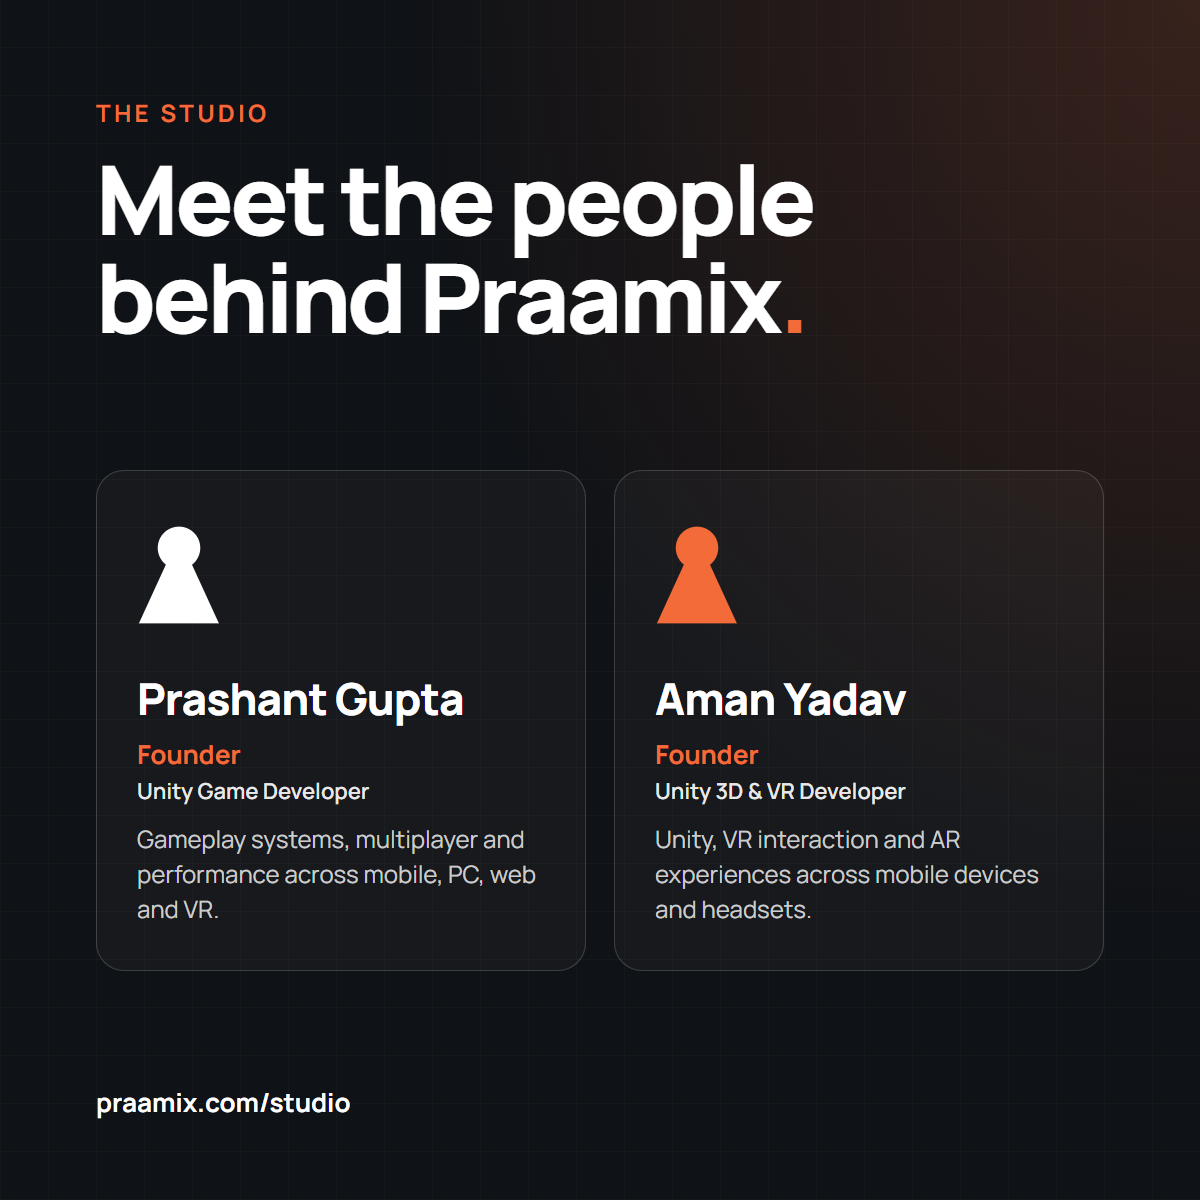 THE STUDIO
Meet the people
behind Praamix.
Prashant Gupta
Founder
Unity Game Developer
Gameplay systems, multiplayer and
performance across mobile, PC, web
and VR.
Aman Yadav
Founder
Unity 3D & VR Developer
Unity, VR interaction and AR
experiences across mobile devices
and headsets.
praamix.com/studio